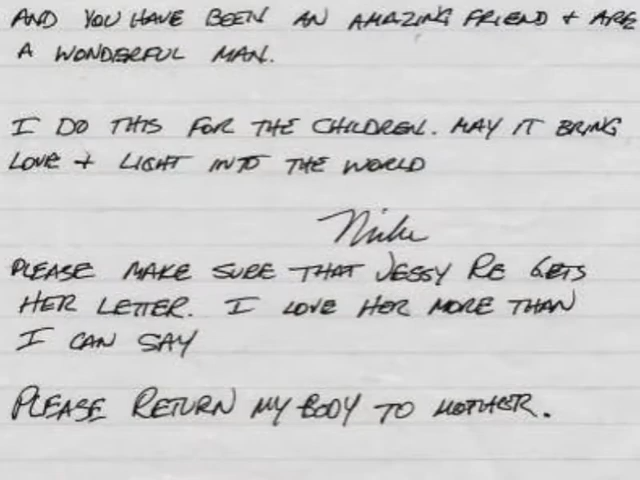 AND YOU HAVE BEEN AN AMAZING FRIEND + ARE
A WONDERFUL MAN.
I DO THIS FOR THE CHILDREN. MAY IT BRING
LOVE + LIGHT INTO THE WORLD
Mike
PLEASE MAKE SURE THAT JESSY RE GETS
HER LETTER. I LOVE HER MORE THAN
I CAN SAY
PLEASE RETURN MY BODY TO MOTHER.